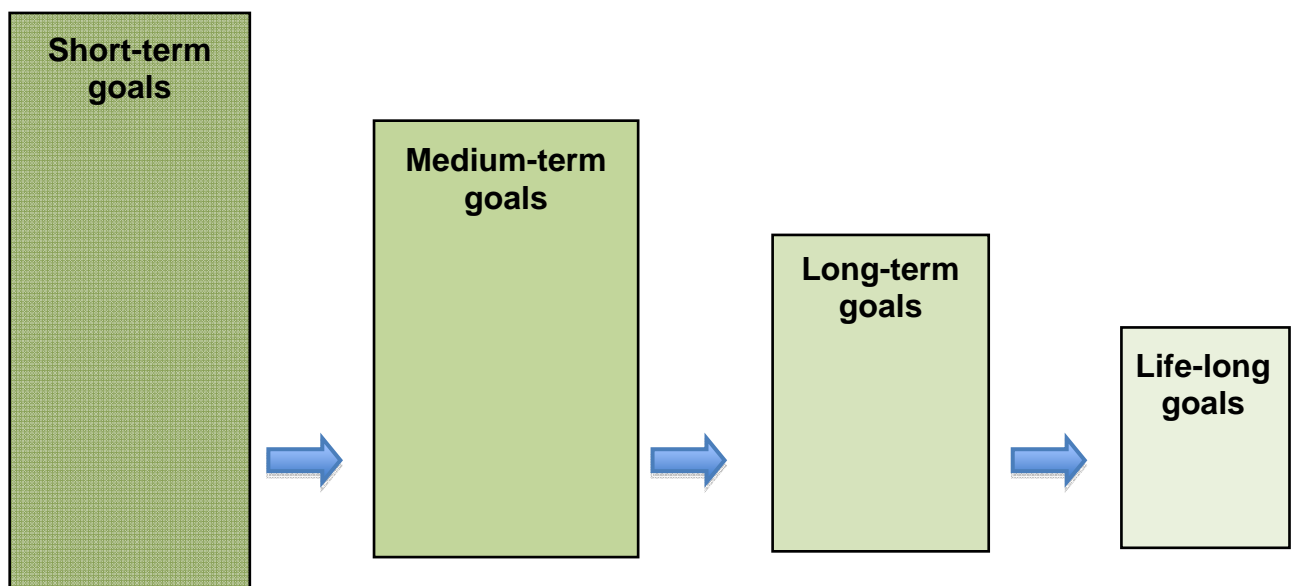 Short-term
goals
Medium-term
goals
Long-term
goals
Life-long
goals